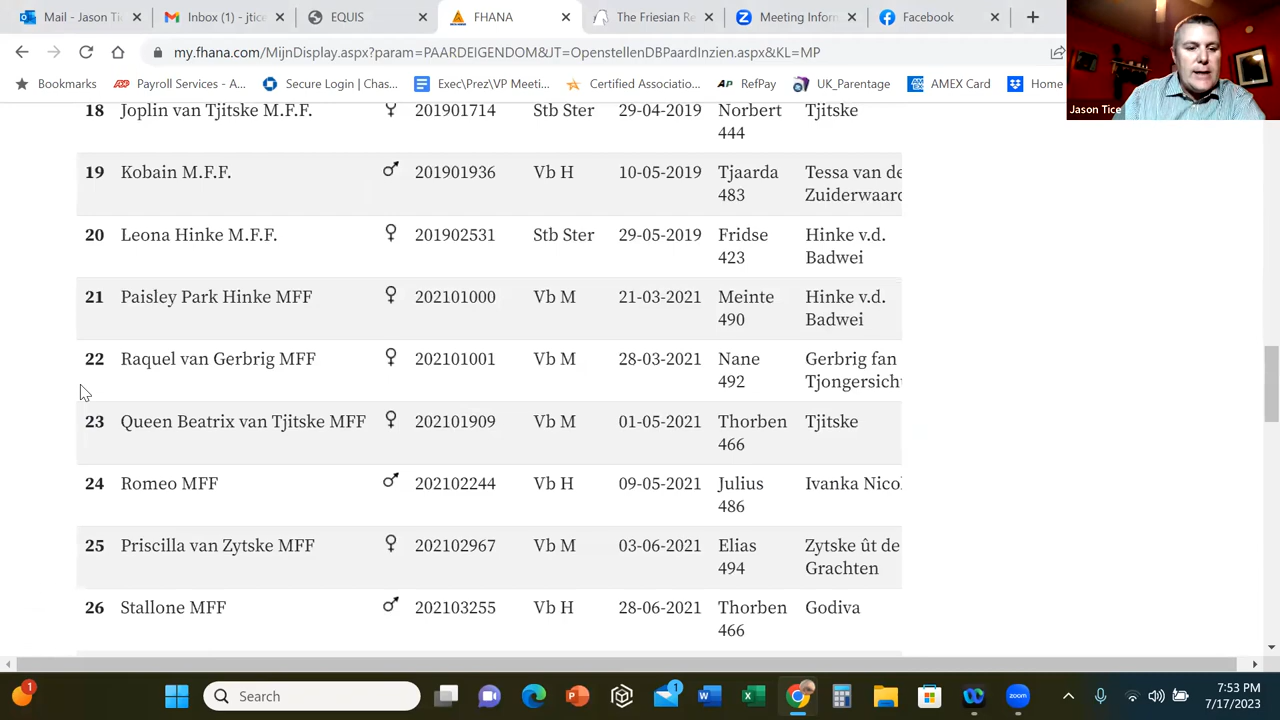 Mail - Jason Tic
Inbox (1) - jtice
EQUIS
FHANA
The Friesian Re
Meeting Inform
Facebook
my.fhana.com/MijnDisplay.aspx?param=PAARDEIGENDOM&JT=OpenstellenDBPaardInzien.aspx&KL=MP
Bookmarks
Payroll Services - A...
Secure Login | Chas...
Exec/Prez/VP Meeti...
Certified Associatio...
RefPay
UK_Parentage
AMEX Card
Home
Jason Tice
18 Joplin van Tjitske M.F.F. ♀ 201901714 Stb Ster 29-04-2019 Norbert Tjitske
444
19 Kobain M.F.F. ♂ 201901936 Vb H 10-05-2019 Tjaarda Tessa van de
483 Zuiderwaard
20 Leona Hinke M.F.F. ♀ 201902531 Stb Ster 29-05-2019 Fridse Hinke v.d.
423 Badwei
21 Paisley Park Hinke MFF ♀ 202101000 Vb M 21-03-2021 Meinte Hinke v.d.
490 Badwei
22 Raquel van Gerbrig MFF ♀ 202101001 Vb M 28-03-2021 Nane Gerbrig fan
492 Tjongersicht
23 Queen Beatrix van Tjitske MFF ♀ 202101909 Vb M 01-05-2021 Thorben Tjitske
466
24 Romeo MFF ♂ 202102244 Vb H 09-05-2021 Julius Ivanka Nicol
486
25 Priscilla van Zytske MFF ♀ 202102967 Vb M 03-06-2021 Elias Zytske ût de
494 Grachten
26 Stallone MFF ♂ 202103255 Vb H 28-06-2021 Thorben Godiva
466
1
Search
1
zoom
7:53 PM
7/17/2023